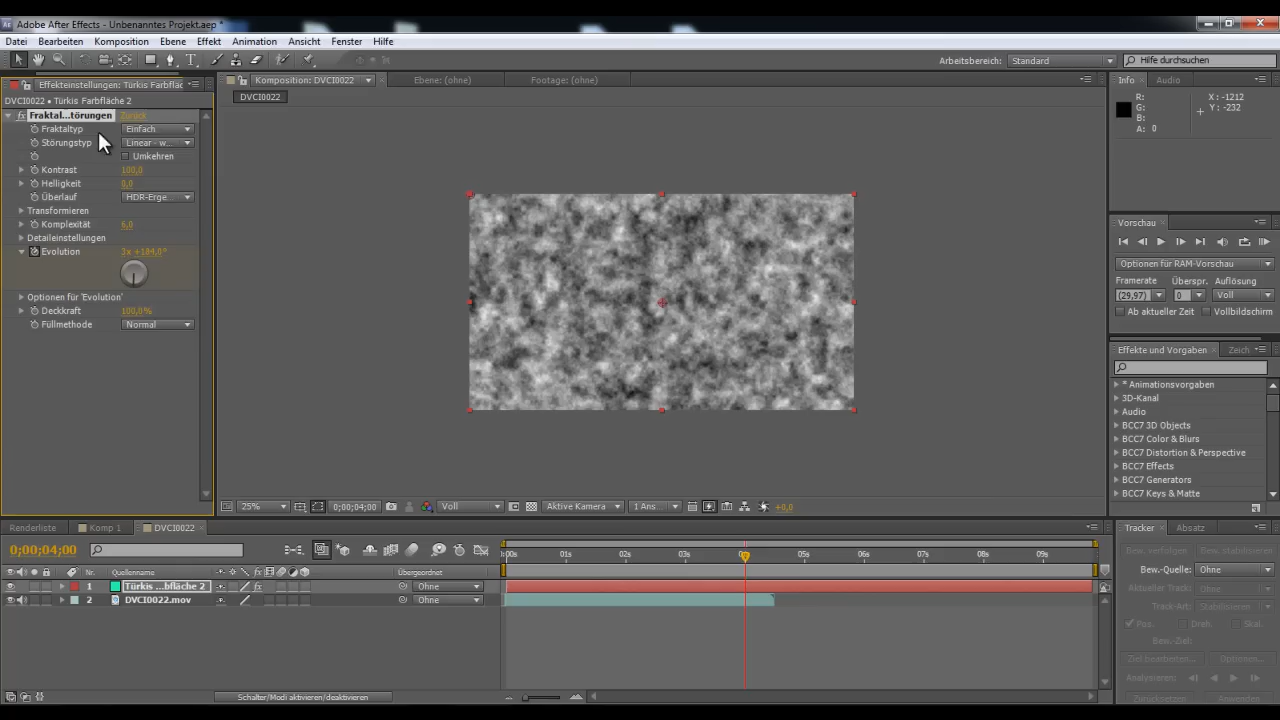 Adobe After Effects - Unbenanntes Projekt.aep *
Datei Bearbeiten Komposition Ebene Effekt Animation Ansicht Fenster Hilfe
Arbeitsbereich: Standard
Hilfe durchsuchen
Effekteinstellungen: Türkis Farbfläc
DVCI0022 • Türkis Farbfläche 2
Fraktal...törungen Zurück
Fraktaltyp Einfach
Störungstyp Linear - w...
Umkehren
Kontrast 100,0
Helligkeit 0,0
Überlauf HDR-Erge...
Transformieren
Komplexität 6,0
Detaileinstellungen
Evolution 3x +184,0°
Optionen für 'Evolution'
Deckkraft 100,0%
Füllmethode Normal
Komposition: DVCI0022
Ebene: (ohne)
Footage: (ohne)
DVCI0022
25% 0;00;04;00 Voll Aktive Kamera 1 Ans... +0,0
Info Audio
R:
G:
B:
A: 0
X: -1212
Y: -232
Vorschau
Optionen für RAM-Vorschau
Framerate Überspr. Auflösung
(29,97) 0 Voll
Ab aktueller Zeit Vollbildschirm
Effekte und Vorgaben Zeich
* Animationsvorgaben
3D-Kanal
Audio
BCC7 3D Objects
BCC7 Color & Blurs
BCC7 Distortion & Perspective
BCC7 Effects
BCC7 Generators
BCC7 Keys & Matte
Renderliste Komp 1 DVCI0022
0;00;04;00
Nr. Quellenname Übergeordnet
1 Türkis ...bfläche 2 Ohne
2 DVCI0022.mov Ohne
:00s 01s 02s 03s 05s 06s 07s 08s 09s
Schalter/Modi aktivieren/deaktivieren
Tracker Absatz
Bew. verfolgen Bew. stabilisieren
Bew.-Quelle: Ohne
Aktueller Track: Ohne
Track-Art: Stabilisieren
Pos. Dreh. Skal.
Bew.-Ziel:
Ziel bearbeiten... Optionen...
Analysieren:
Zurücksetzen Anwenden